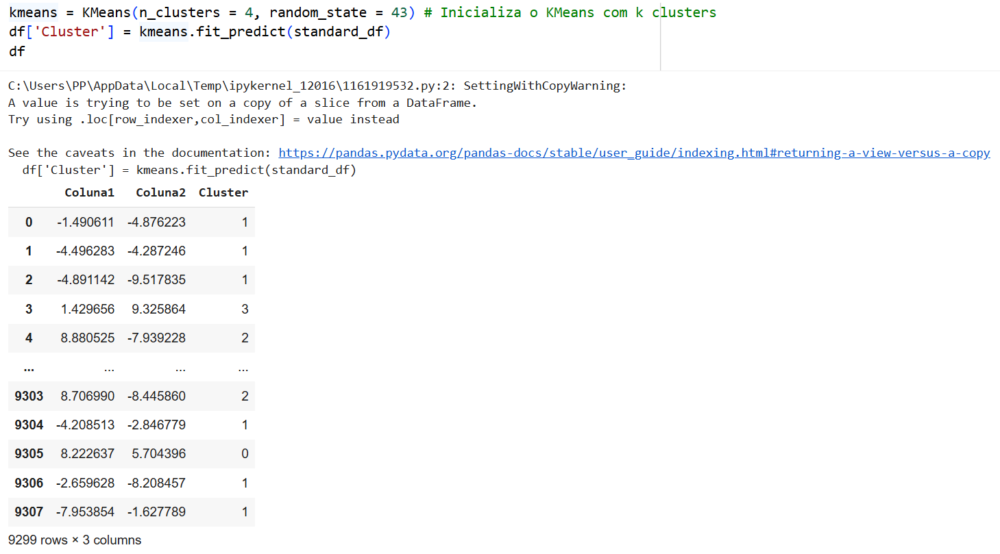 kmeans = KMeans(n_clusters = 4, random_state = 43) # Inicializa o KMeans com k clusters
df['Cluster'] = kmeans.fit_predict(standard_df)
df
C:\Users\PP\AppData\Local\Temp\ipykernel_12016\1161919532.py:2: SettingWithCopyWarning:
A value is trying to be set on a copy of a slice from a DataFrame.
Try using .loc[row_indexer,col_indexer] = value instead
See the caveats in the documentation: https://pandas.pydata.org/pandas-docs/stable/user_guide/indexing.html#returning-a-view-versus-a-copy
  df['Cluster'] = kmeans.fit_predict(standard_df)
Coluna1 Coluna2 Cluster
0 -1.490611 -4.876223 1
1 -4.496283 -4.287246 1
2 -4.891142 -9.517835 1
3 1.429656 9.325864 3
4 8.880525 -7.939228 2
... ... ... ...
9303 8.706990 -8.445860 2
9304 -4.208513 -2.846779 1
9305 8.222637 5.704396 0
9306 -2.659628 -8.208457 1
9307 -7.953854 -1.627789 1
9299 rows × 3 columns